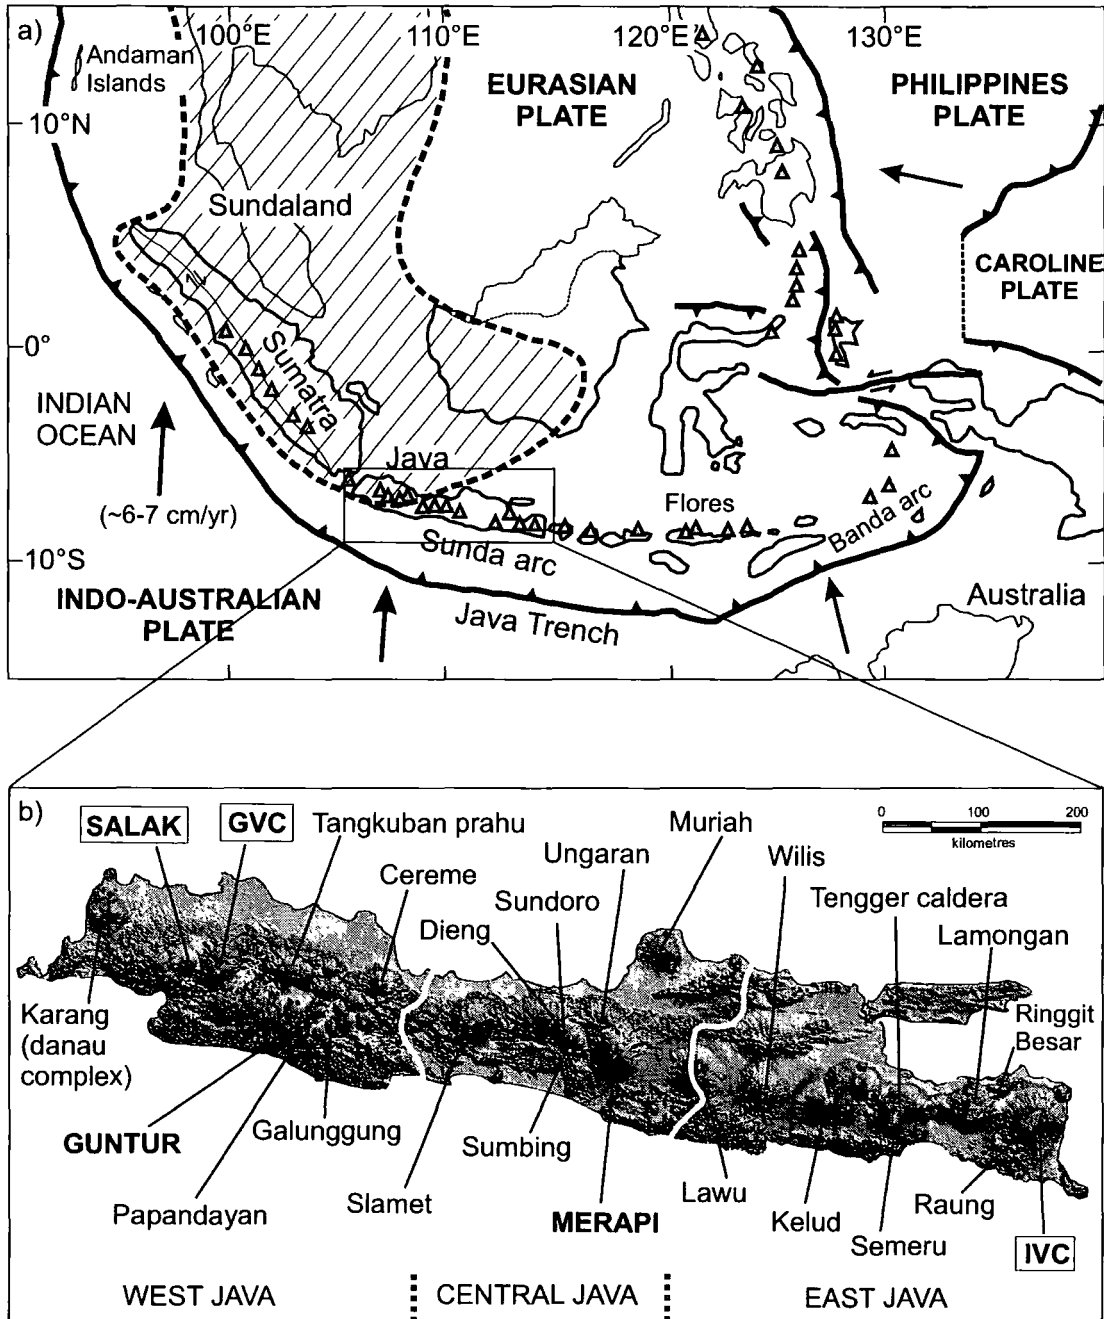 a)
100°E
110°E
120°E
130°E
Andaman
Islands
EURASIAN
PLATE
PHILIPPINES
PLATE
10°N
Sundaland
CAROLINE
PLATE
0°
Sumatra
INDIAN
OCEAN
(~6-7 cm/yr)
Java
Flores
Banda arc
Sunda arc
10°S
INDO-AUSTRALIAN
PLATE
Java Trench
Australia
b)
SALAK
GVC
Tangkuban prahu
Muriah
0 100 200
kilometres
Cereme
Ungaran
Wilis
Sundoro
Tengger caldera
Dieng
Lamongan
Karang
(danau
complex)
Ringgit
Besar
GUNTUR
Galunggung
Sumbing
Papandayan
Slamet
MERAPI
Lawu
Kelud
Raung
Semeru
IVC
WEST JAVA
CENTRAL JAVA
EAST JAVA